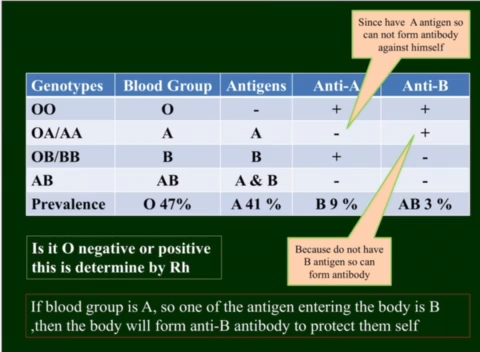 Since have A antigen so
can not form antibody
against himself
Genotypes Blood Group Antigens Anti-A Anti-B
OO O - + +
OA/AA A A - +
OB/BB B B + -
AB AB A & B - -
Prevalence O 47% A 41 % B 9 % AB 3 %
Is it O negative or positive
this is determine by Rh
Because do not have
B antigen so can
form antibody
If blood group is A, so one of the antigen entering the body is B
,then the body will form anti-B antibody to protect them self